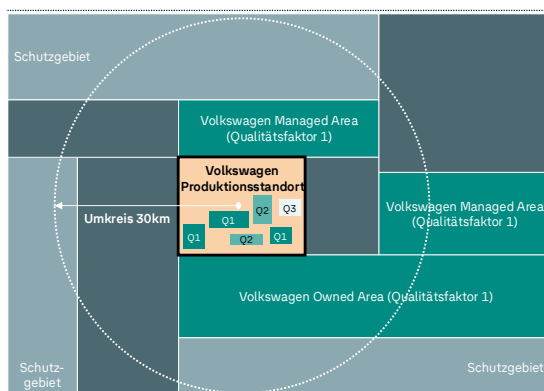 Schutzgebiet
Volkswagen Managed Area
(Qualitätsfaktor 1)
Volkswagen
Produktionsstandort
Q3
Q2
Q1
Q1
Q2
Q1
Umkreis 30km
Volkswagen Managed Area
(Qualitätsfaktor 1)
Volkswagen Owned Area (Qualitätsfaktor 1)
Schutz-
gebiet
Schutzgebiet